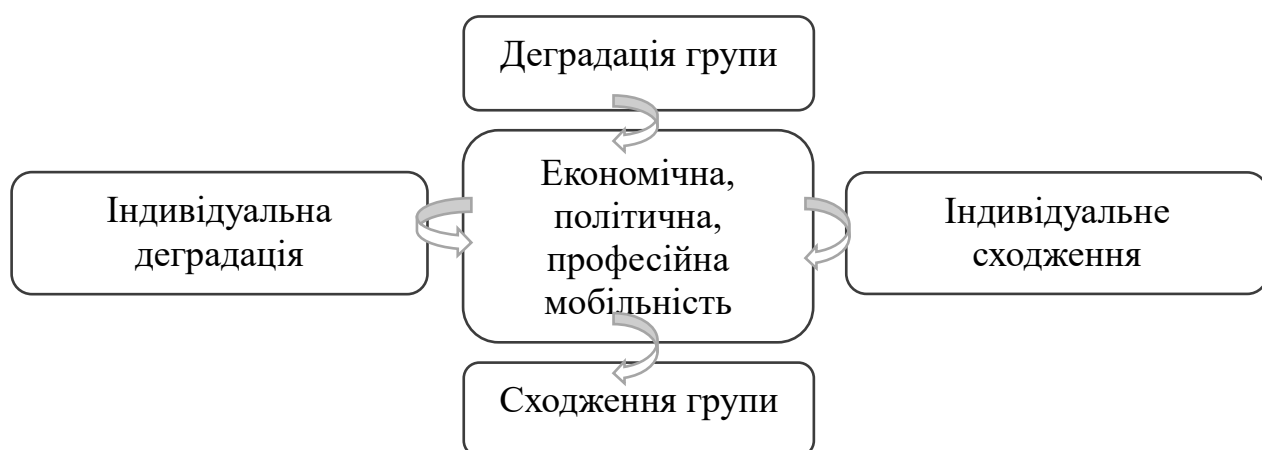 Деградація групи
Індивідуальна
деградація
Економічна,
політична,
професійна
мобільність
Індивідуальне
сходження
Сходження групи